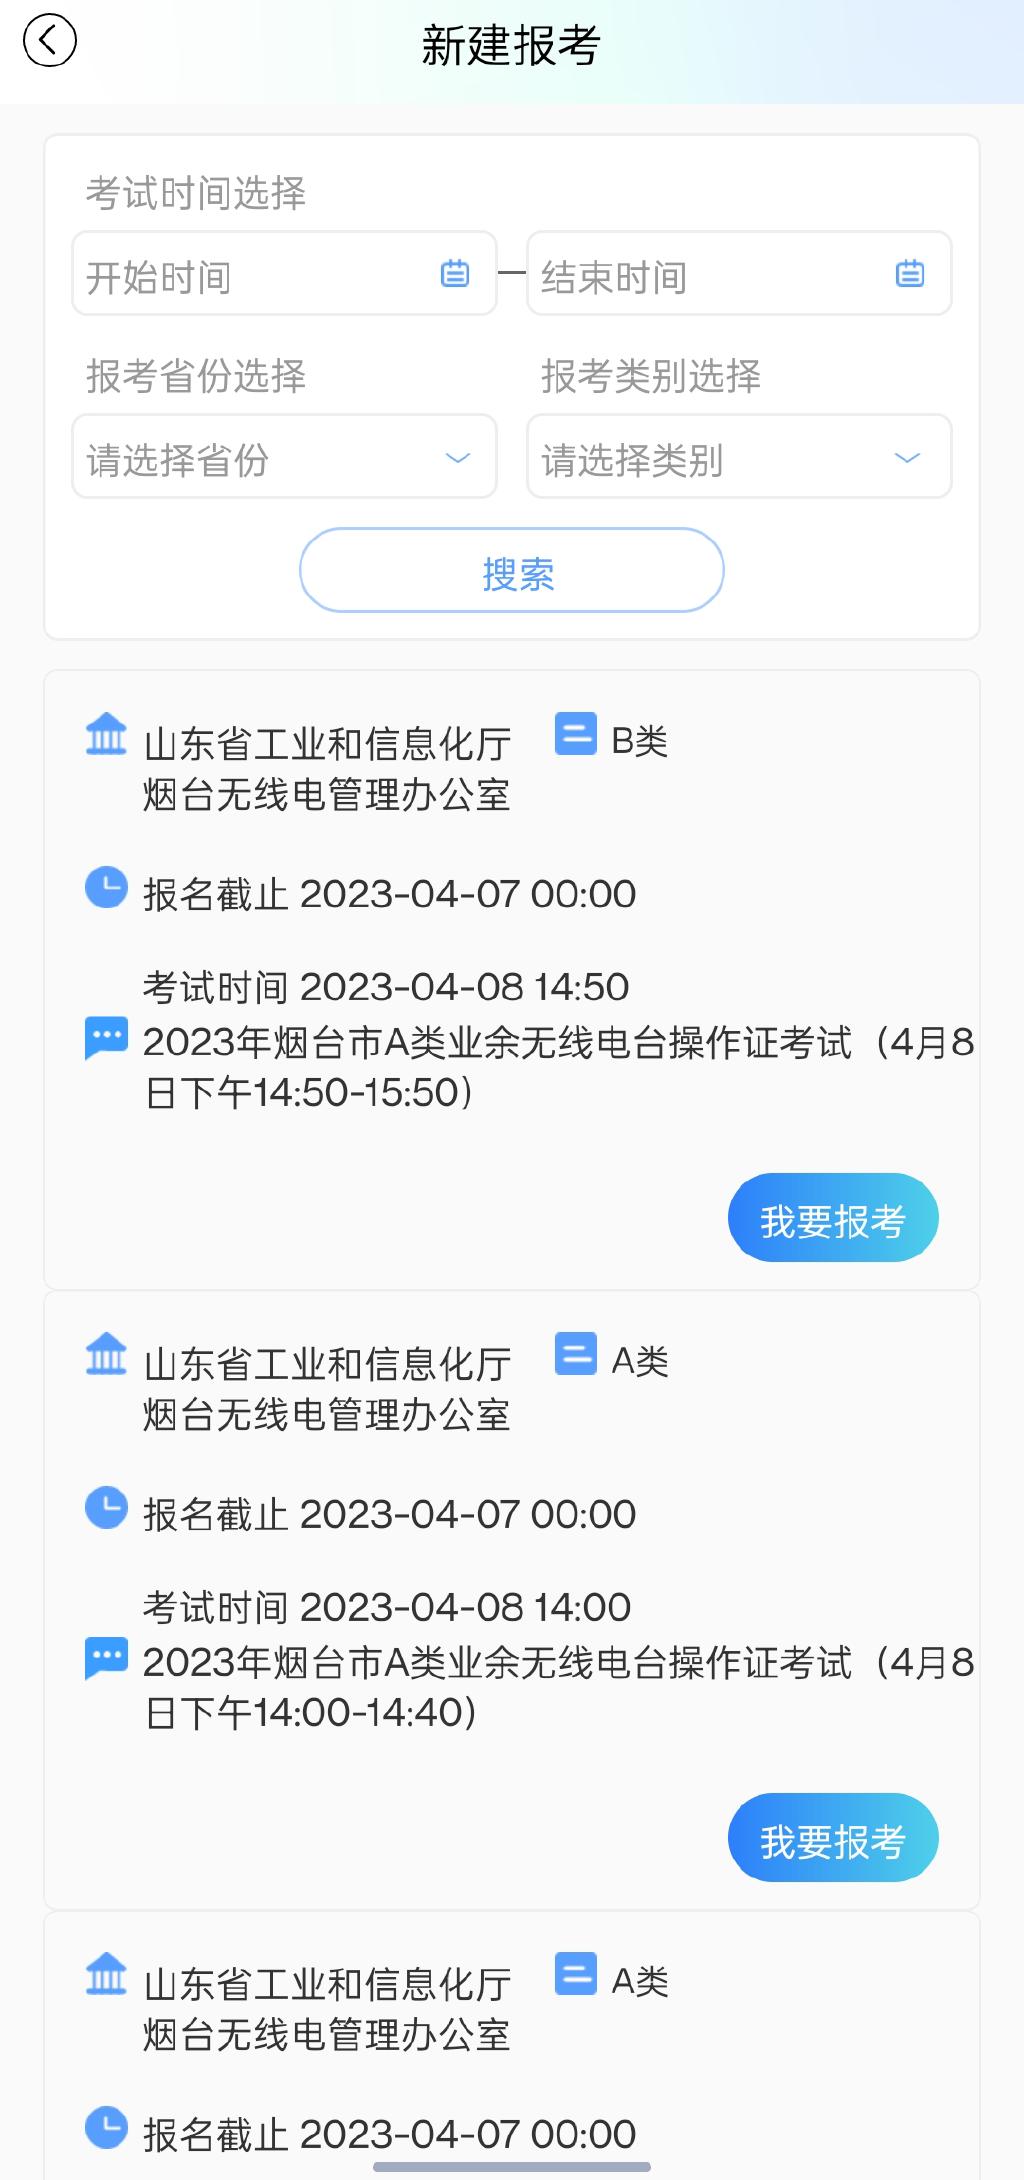 新建报考
考试时间选择
开始时间
结束时间
报考省份选择
报考类别选择
请选择省份
请选择类别
搜索
山东省工业和信息化厅
烟台无线电管理办公室
B类
报名截止 2023-04-07 00:00
考试时间 2023-04-08 14:50
2023年烟台市A类业余无线电台操作证考试（4月8
日下午14:50-15:50）
我要报考
山东省工业和信息化厅
烟台无线电管理办公室
A类
报名截止 2023-04-07 00:00
考试时间 2023-04-08 14:00
2023年烟台市A类业余无线电台操作证考试（4月8
日下午14:00-14:40）
我要报考
山东省工业和信息化厅
烟台无线电管理办公室
A类
报名截止 2023-04-07 00:00